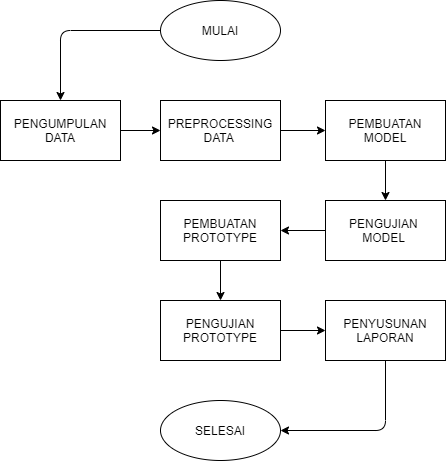 MULAI
PENGUMPULAN
DATA
PREPROCESSING
DATA
PEMBUATAN
MODEL
PENGUJIAN
MODEL
PEMBUATAN
PROTOTYPE
PENGUJIAN
PROTOTYPE
PENYUSUNAN
LAPORAN
SELESAI